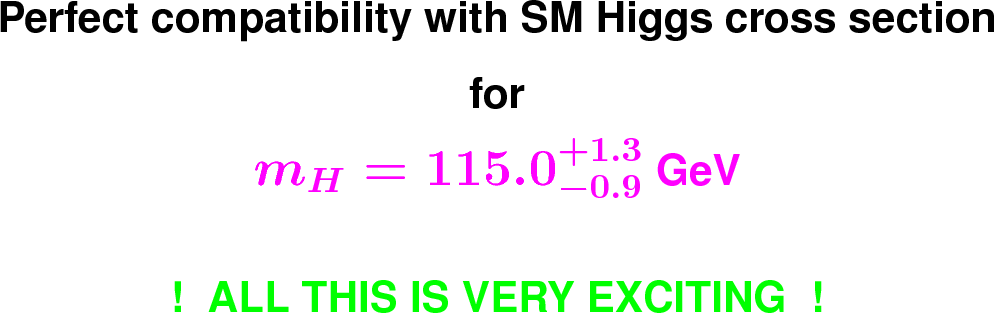 Perfect compatibility with SM Higgs cross section
for
m_H = 115.0^{+1.3}_{-0.9} GeV
! ALL THIS IS VERY EXCITING !